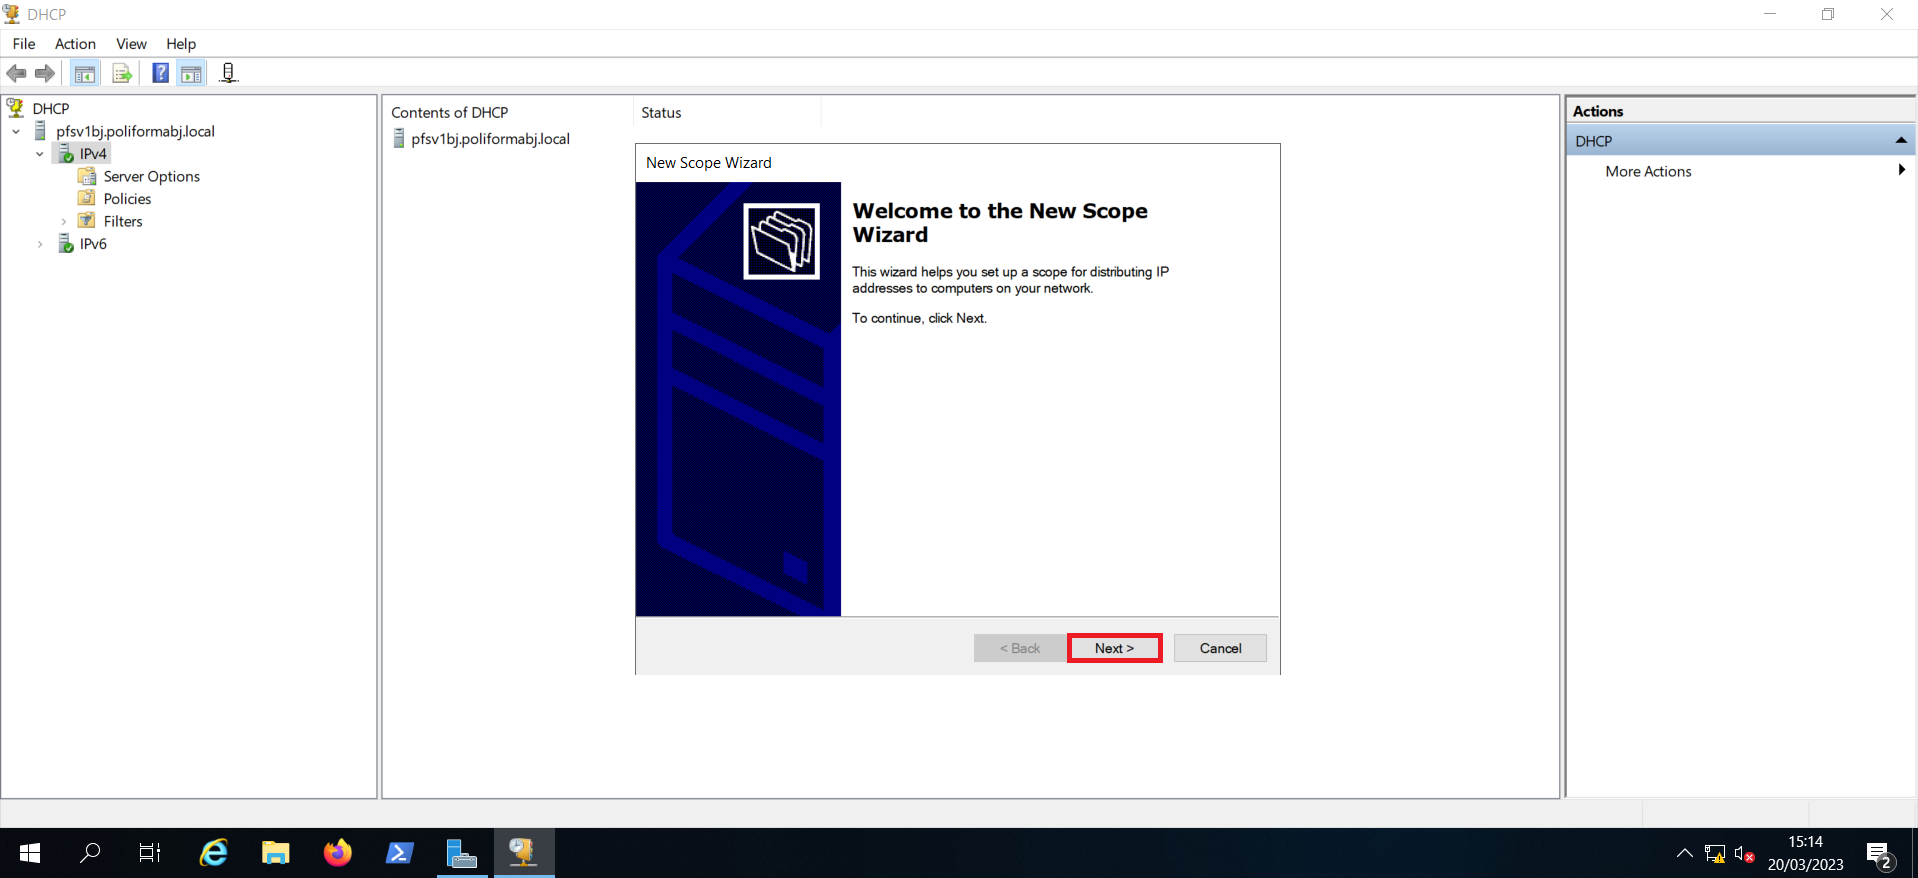 DHCP
File Action View Help
DHCP
pfsv1bj.poliformabj.local
IPv4
Server Options
Policies
Filters
IPv6
Contents of DHCP Status
pfsv1bj.poliformabj.local
New Scope Wizard
Welcome to the New Scope
Wizard
This wizard helps you set up a scope for distributing IP
addresses to computers on your network.
To continue, click Next.
< Back Next > Cancel
Actions
DHCP
More Actions
15:14
20/03/2023
2